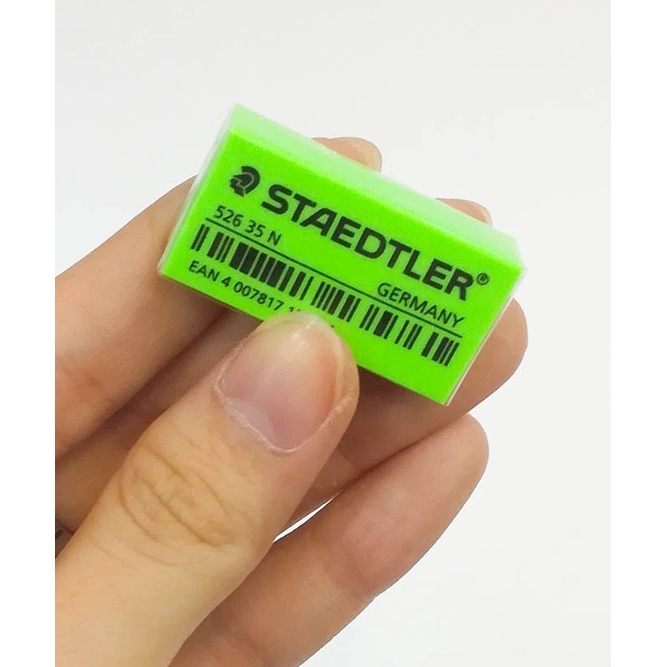 STAEDTLER®
526 35 N
GERMANY
EAN 4 007817